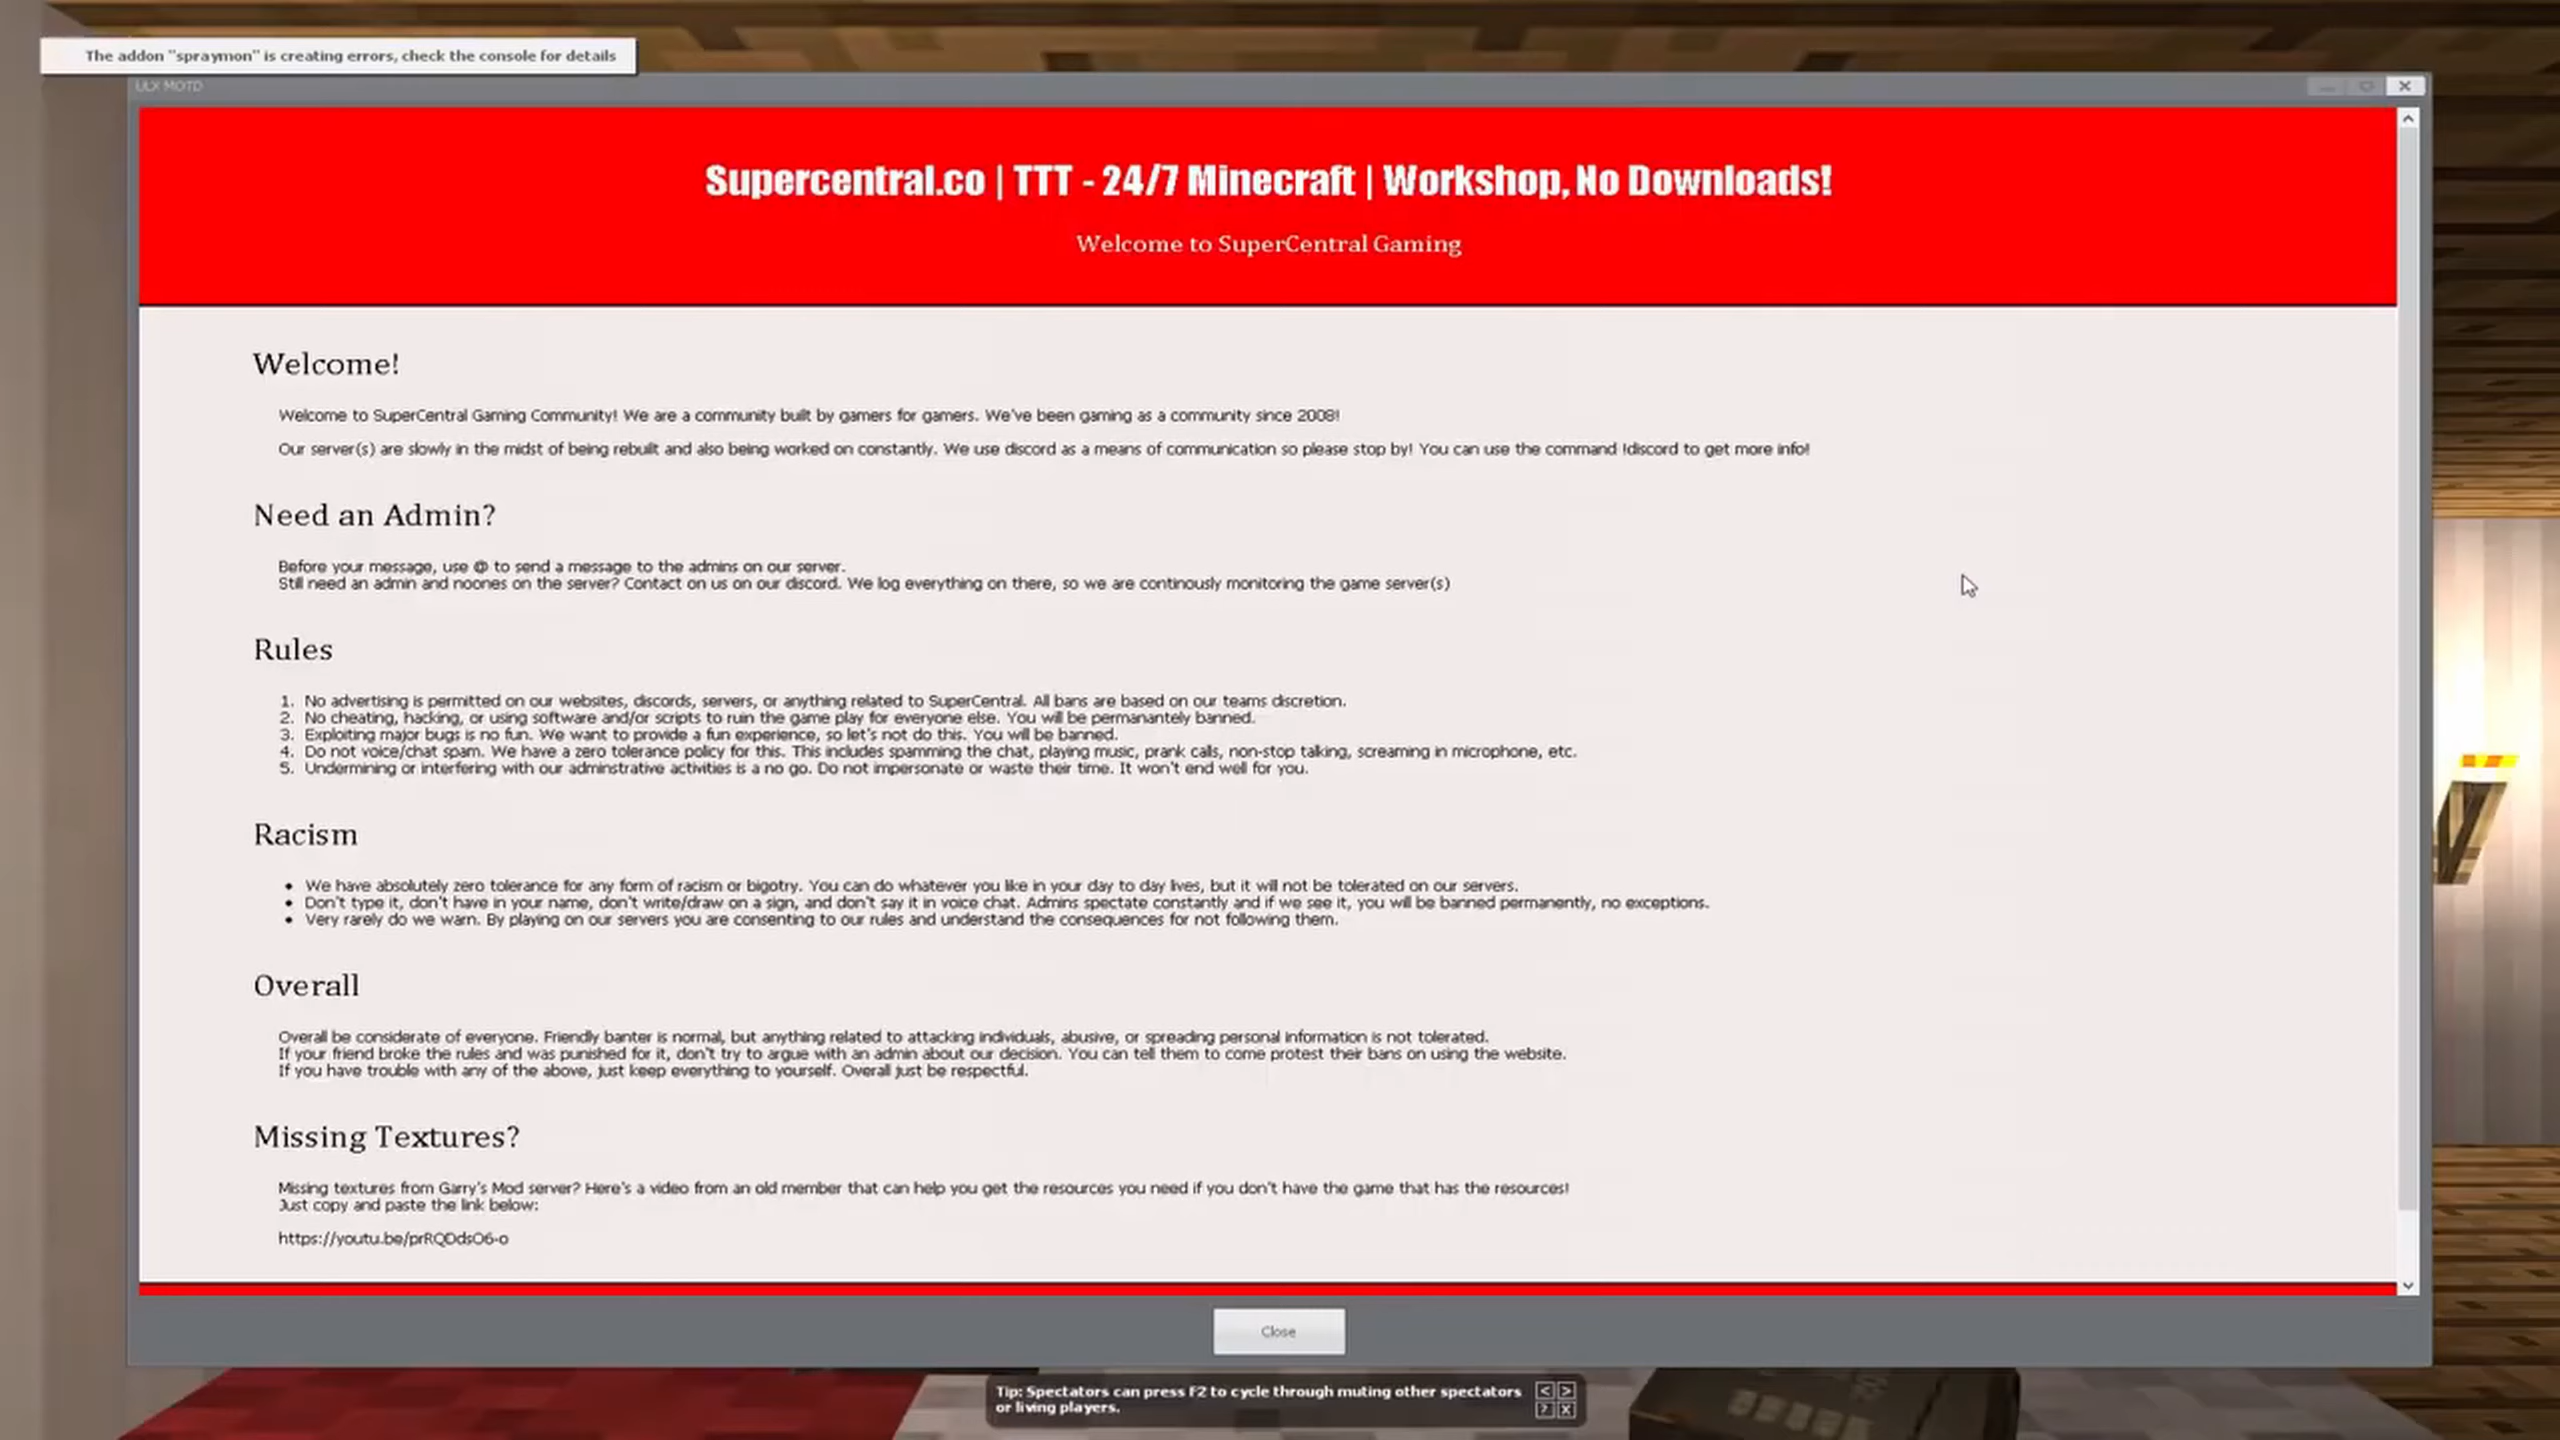 The addon "spraymon" is creating errors, check the console for details
ULX MOTD
Supercentral.co | TTT - 24/7 Minecraft | Workshop, No Downloads!
Welcome to SuperCentral Gaming
Welcome!
Welcome to SuperCentral Gaming Community! We are a community built by gamers for gamers. We've been gaming as a community since 2008!
Our server(s) are slowly in the midst of being rebuilt and also being worked on constantly. We use discord as a means of communication so please stop by! You can use the command !discord to get more info!
Need an Admin?
Before your message, use @ to send a message to the admins on our server.
Still need an admin and noones on the server? Contact on us on our discord. We log everything on there, so we are continously monitoring the game server(s)
Rules
1. No advertising is permitted on our websites, discords, servers, or anything related to SuperCentral. All bans are based on our teams discretion.
2. No cheating, hacking, or using software and/or scripts to ruin the game play for everyone else. You will be permanantely banned.
3. Exploiting major bugs is no fun. We want to provide a fun experience, so let's not do this. You will be banned.
4. Do not voice/chat spam. We have a zero tolerance policy for this. This includes spamming the chat, playing music, prank calls, non-stop talking, screaming in microphone, etc.
5. Undermining or interfering with our adminstrative activities is a no go. Do not impersonate or waste their time. It won't end well for you.
Racism
• We have absolutely zero tolerance for any form of racism or bigotry. You can do whatever you like in your day to day lives, but it will not be tolerated on our servers.
• Don't type it, don't have in your name, don't write/draw on a sign, and don't say it in voice chat. Admins spectate constantly and if we see it, you will be banned permanently, no exceptions.
• Very rarely do we warn. By playing on our servers you are consenting to our rules and understand the consequences for not following them.
Overall
Overall be considerate of everyone. Friendly banter is normal, but anything related to attacking individuals, abusive, or spreading personal information is not tolerated.
If your friend broke the rules and was punished for it, don't try to argue with an admin about our decision. You can tell them to come protest their bans on using the website.
If you have trouble with any of the above, just keep everything to yourself. Overall just be respectful.
Missing Textures?
Missing textures from Garry's Mod server? Here's a video from an old member that can help you get the resources you need if you don't have the game that has the resources!
Just copy and paste the link below:
https://youtu.be/prRQDdsO6-o
Close
Tip: Spectators can press F2 to cycle through muting other spectators
or living players.
< >
? X